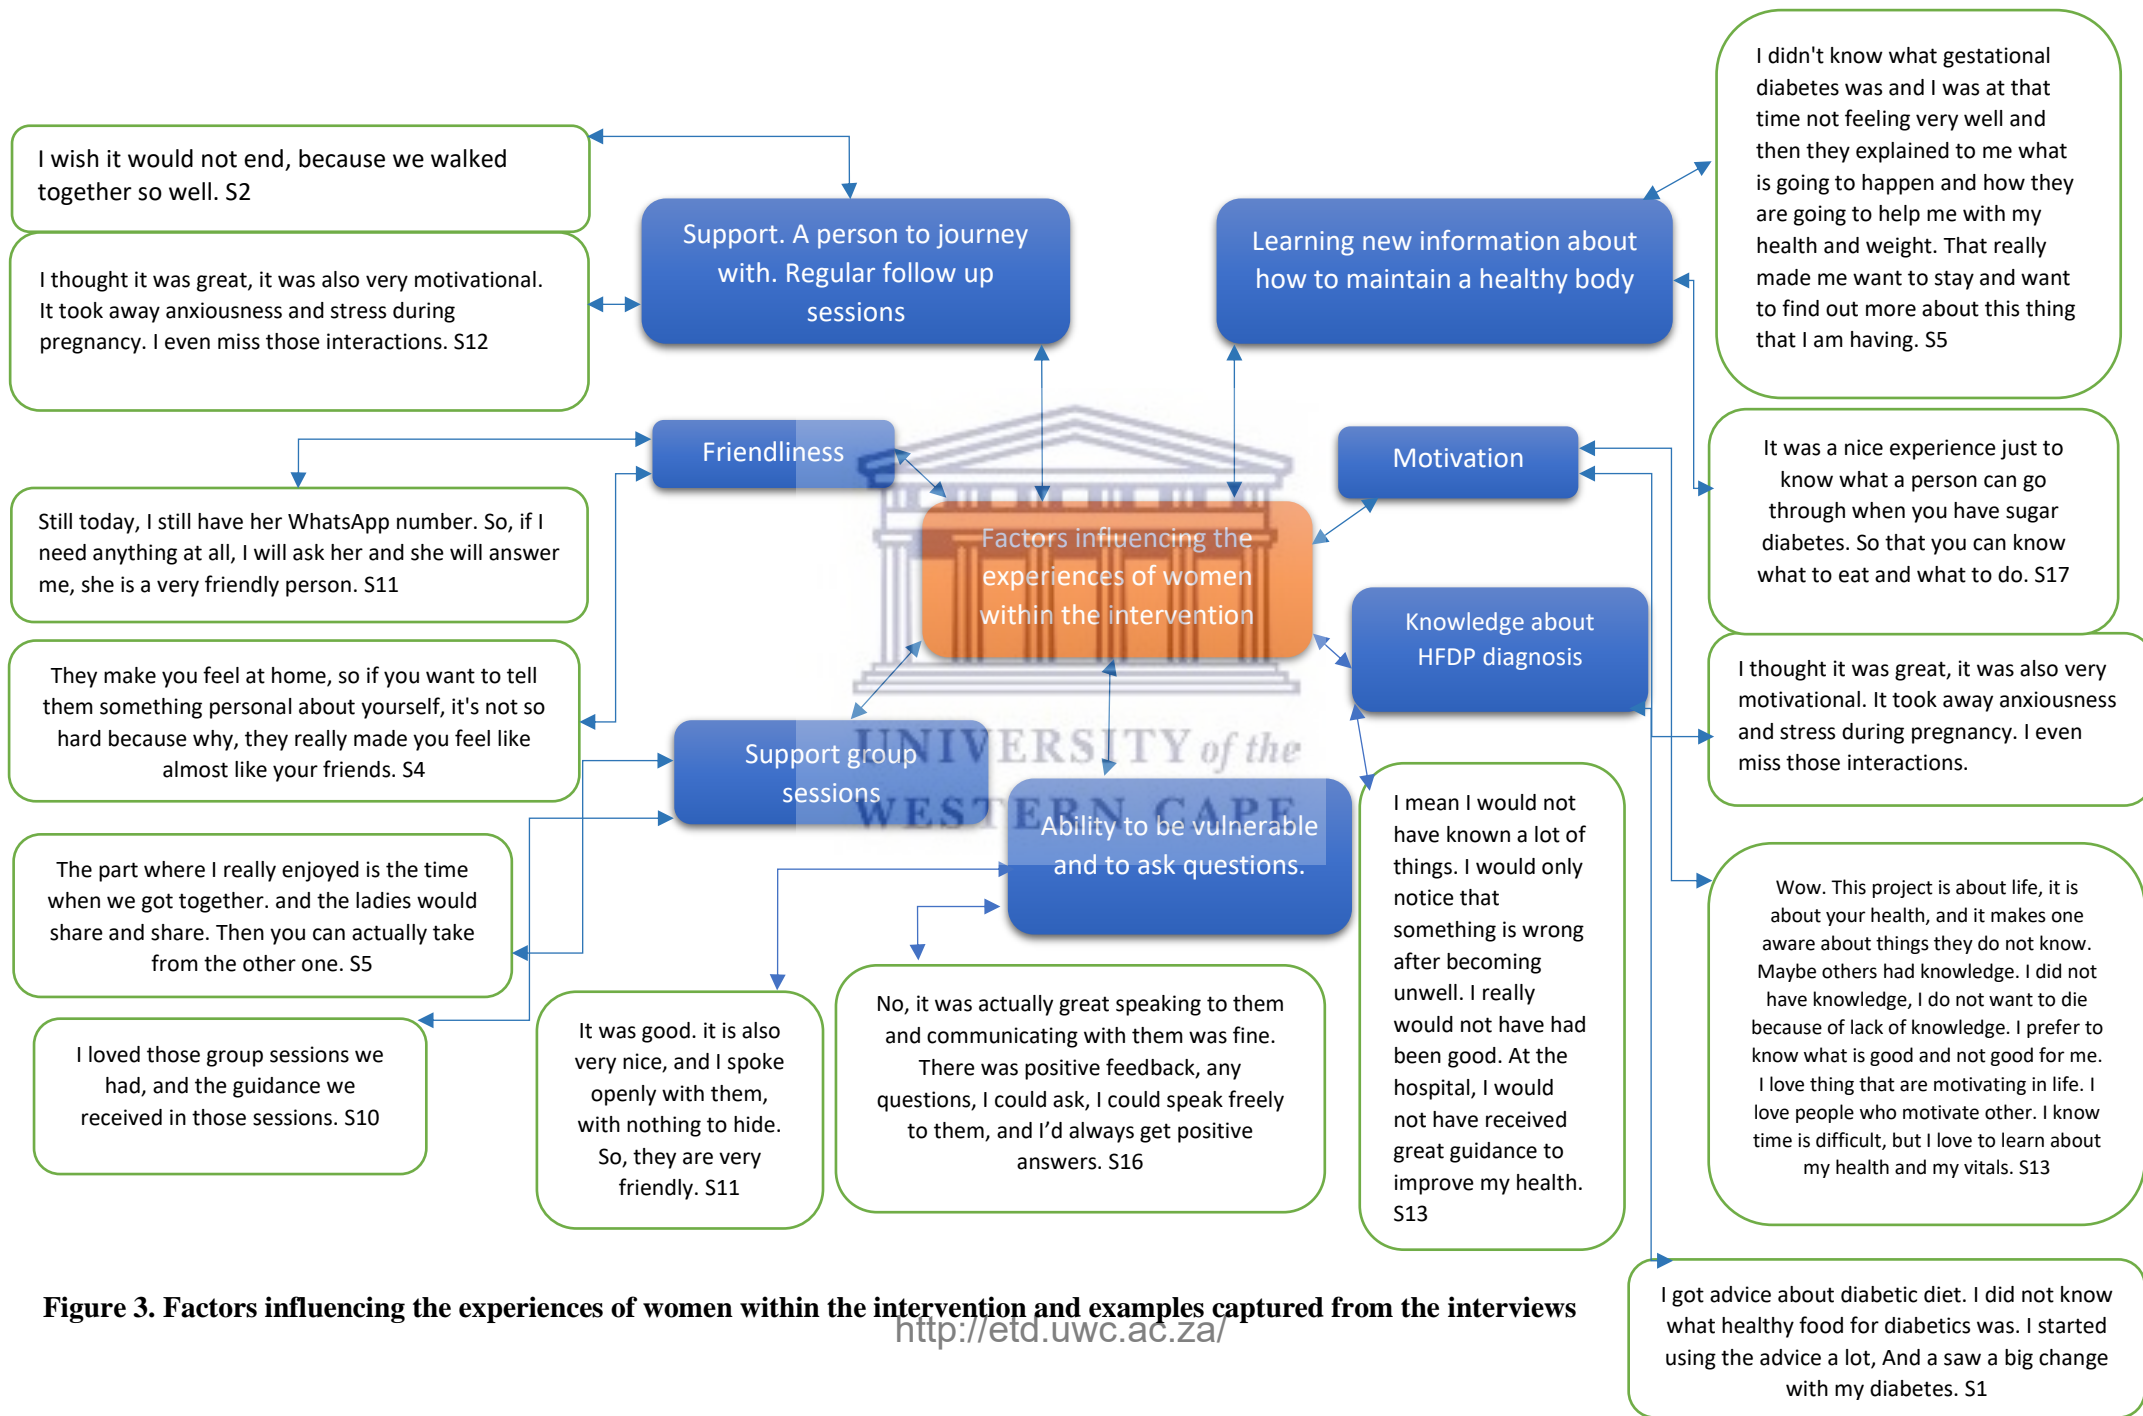 I wish it would not end, because we walked
together so well. S2
I thought it was great, it was also very motivational.
It took away anxiousness and stress during
pregnancy. I even miss those interactions. S12
Still today, I still have her WhatsApp number. So, if I
need anything at all, I will ask her and she will answer
me, she is a very friendly person. S11
They make you feel at home, so if you want to tell
them something personal about yourself, it's not so
hard because why, they really made you feel like
almost like your friends. S4
The part where I really enjoyed is the time
when we got together. and the ladies would
share and share. Then you can actually take
from the other one. S5
I loved those group sessions we
had, and the guidance we
received in those sessions. S10
Support. A person to journey
with. Regular follow up
sessions
Friendliness
Support group
sessions
Factors influencing the
experiences of women
within the intervention
UNIVERSITY of the
WESTERN CAPE
Ability to be vulnerable
and to ask questions.
It was good. it is also
very nice, and I spoke
openly with them,
with nothing to hide.
So, they are very
friendly. S11
No, it was actually great speaking to them
and communicating with them was fine.
There was positive feedback, any
questions, I could ask, I could speak freely
to them, and I’d always get positive
answers. S16
Learning new information about
how to maintain a healthy body
Motivation
Knowledge about
HFDP diagnosis
I mean I would not
have known a lot of
things. I would only
notice that
something is wrong
after becoming
unwell. I really
would not have had
been good. At the
hospital, I would
not have received
great guidance to
improve my health.
S13
I didn't know what gestational
diabetes was and I was at that
time not feeling very well and
then they explained to me what
is going to happen and how they
are going to help me with my
health and weight. That really
made me want to stay and want
to find out more about this thing
that I am having. S5
It was a nice experience just to
know what a person can go
through when you have sugar
diabetes. So that you can know
what to eat and what to do. S17
I thought it was great, it was also very
motivational. It took away anxiousness
and stress during pregnancy. I even
miss those interactions.
Wow. This project is about life, it is
about your health, and it makes one
aware about things they do not know.
Maybe others had knowledge. I did not
have knowledge, I do not want to die
because of lack of knowledge. I prefer to
know what is good and not good for me.
I love thing that are motivating in life. I
love people who motivate other. I know
time is difficult, but I love to learn about
my health and my vitals. S13
I got advice about diabetic diet. I did not know
what healthy food for diabetics was. I started
using the advice a lot, And a saw a big change
with my diabetes. S1
Figure 3. Factors influencing the experiences of women within the intervention and examples captured from the interviews
http://etd.uwc.ac.za/